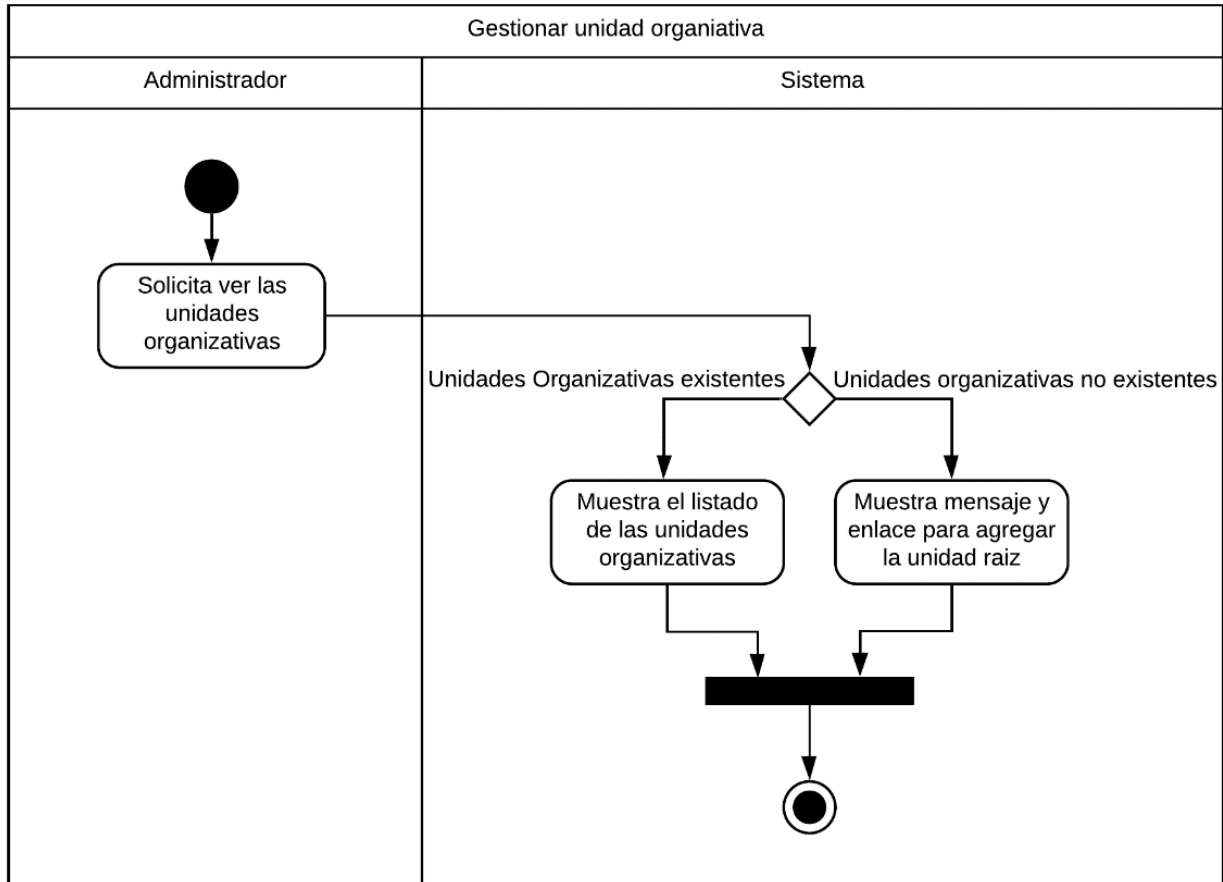 Gestionar unidad organiativa
Administrador
Sistema
Solicita ver las
unidades
organizativas
Unidades Organizativas existentes
Unidades organizativas no existentes
Muestra el listado
de las unidades
organizativas
Muestra mensaje y
enlace para agregar
la unidad raiz